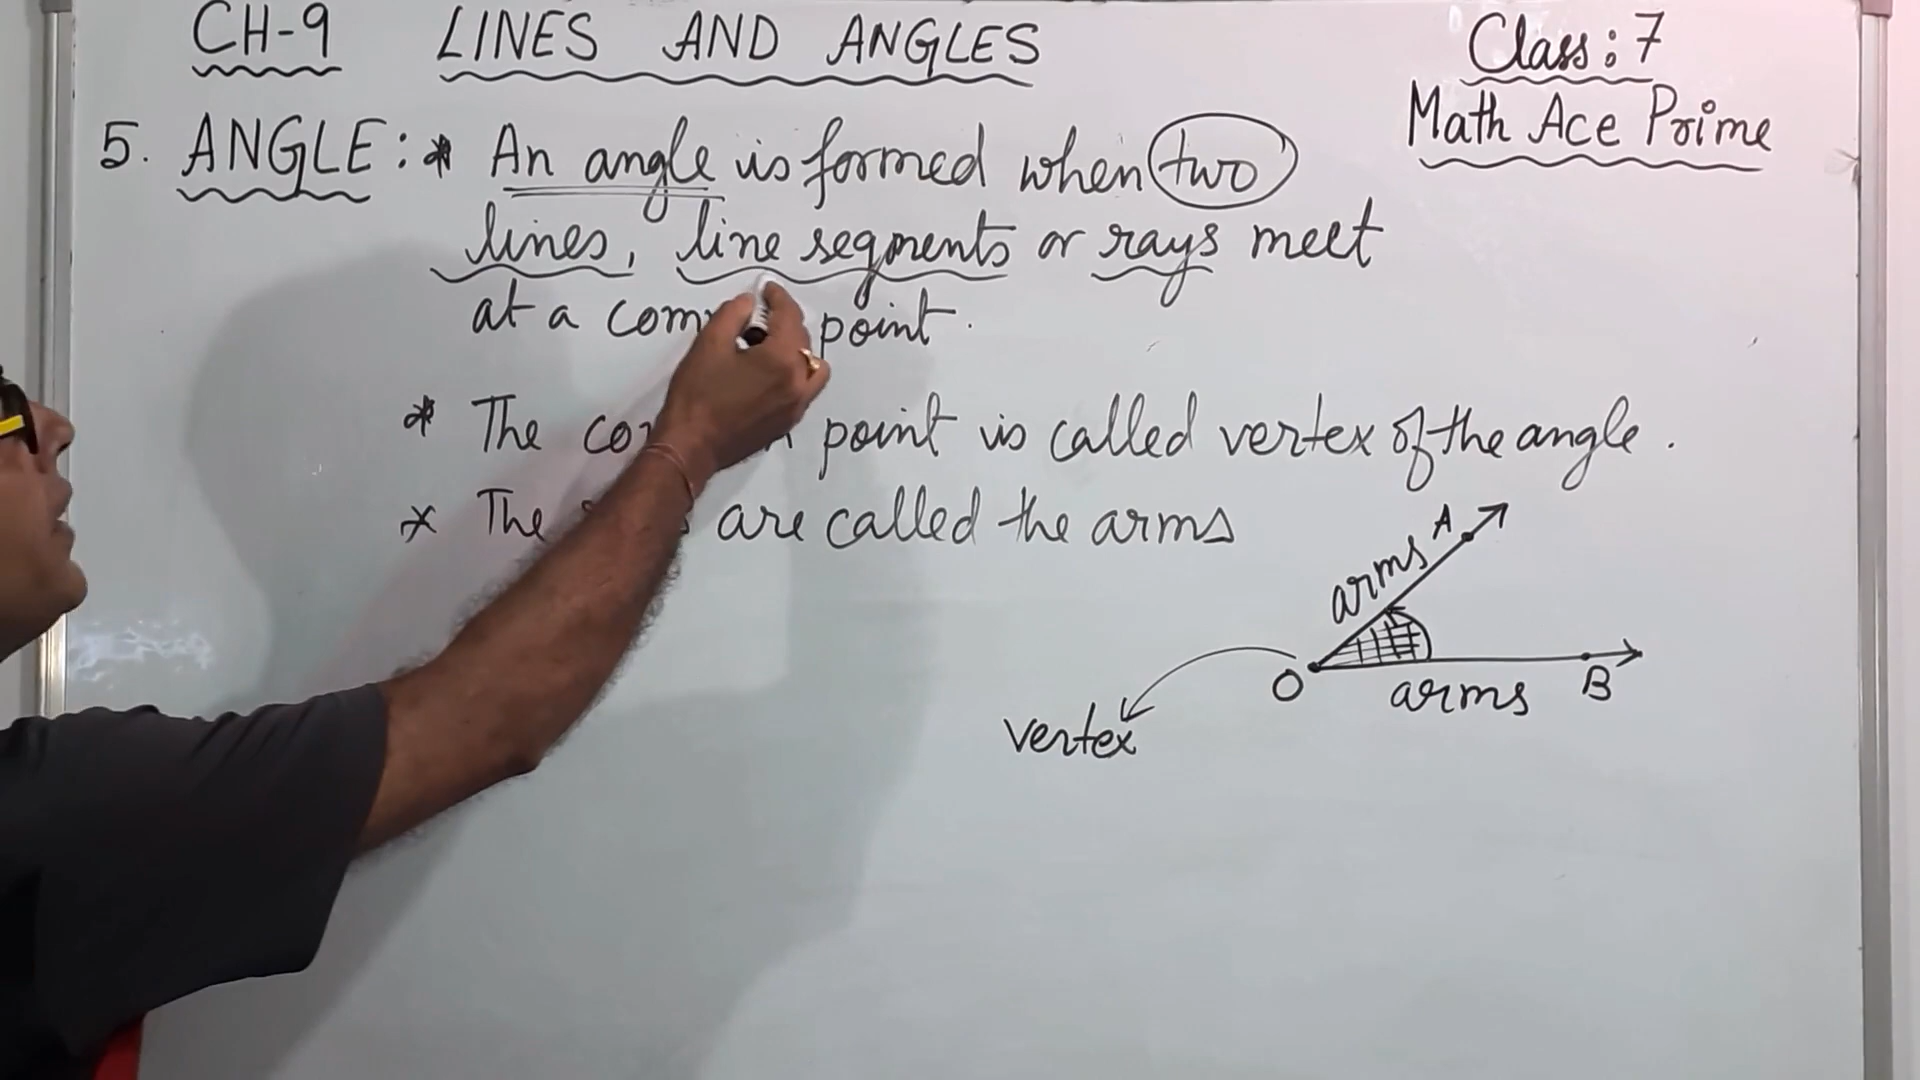 CH-9 LINES AND ANGLES Class: 7
Math Ace Prime
5. ANGLE: * An angle is formed when two
lines, line segments or rays meet
at a point.
* The point is called vertex of the angle.
* The are called the arms
arms A
O arms B
vertex